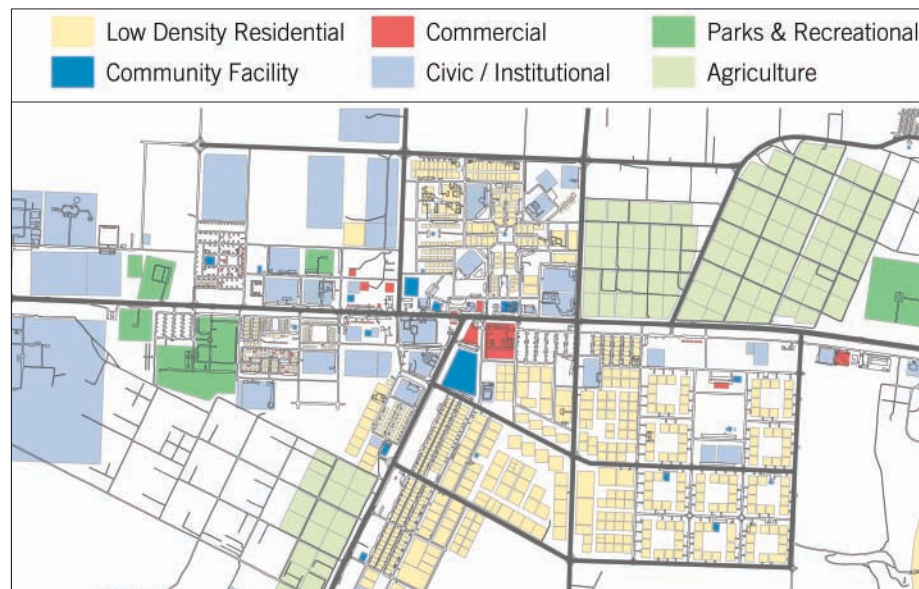 Low Density Residential Commercial Parks & Recreational
Community Facility Civic / Institutional Agriculture